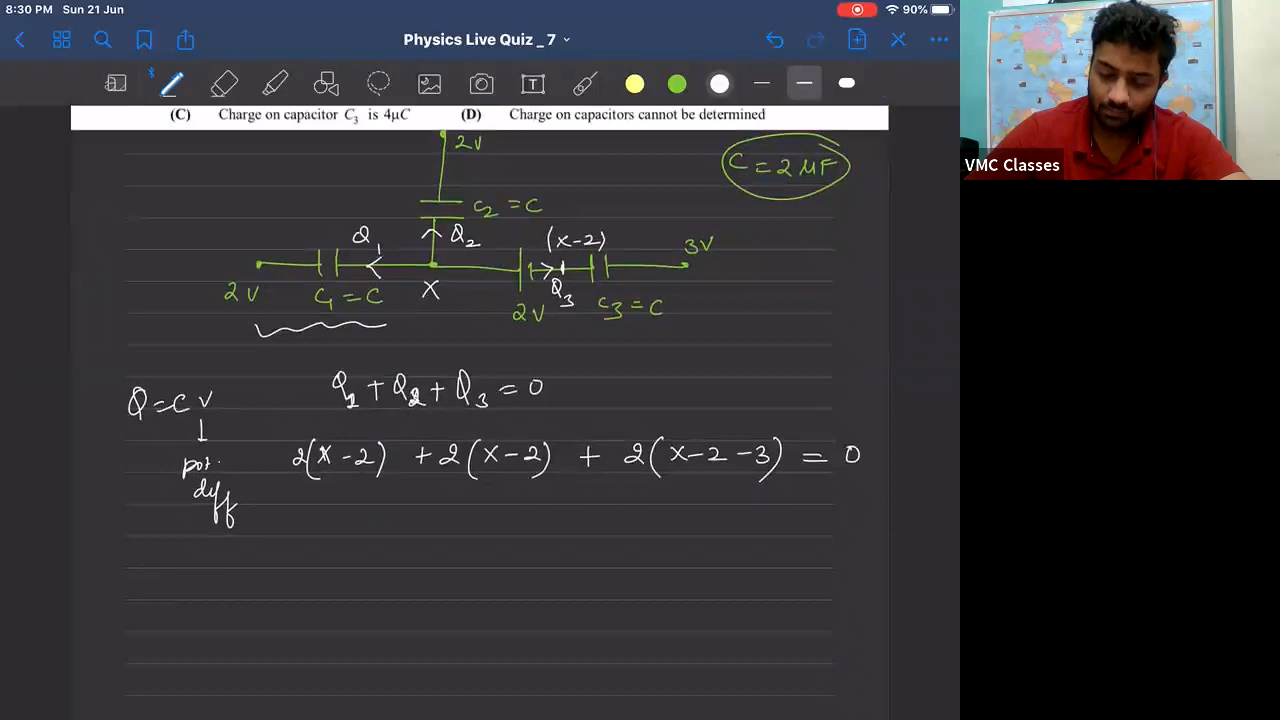 8:30 PM Sun 21 Jun
90%
Physics Live Quiz _ 7
T
(C) Charge on capacitor C₃ is 4μC (D) Charge on capacitors cannot be determined
VMC Classes
2V
C = 2 μF
C₂ = C
Q₁
Q₂
(x-2)
3V
2V
C₁ = C
X
2V
Q₃
C₃ = C
Q = C V
Q₁ + Q₂ + Q₃ = 0
2(x-2) + 2(x-2) + 2(x-2-3) = 0
pot.
diff